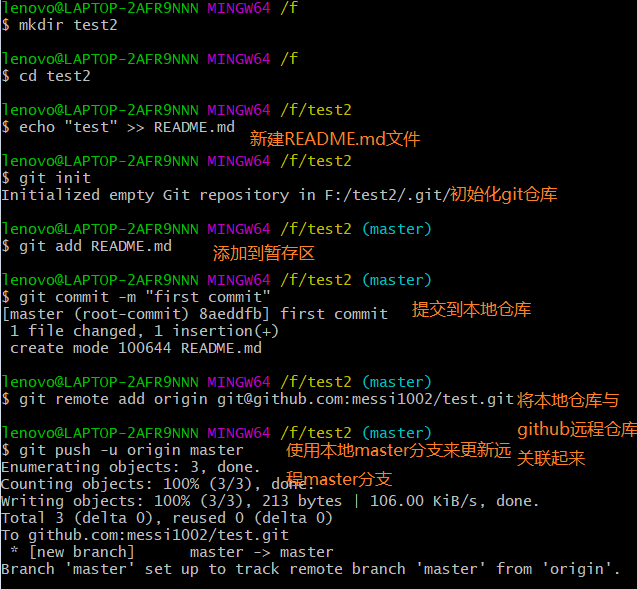 lenovo@LAPTOP-2AFR9NNN MINGW64 /f
$ mkdir test2
lenovo@LAPTOP-2AFR9NNN MINGW64 /f
$ cd test2
lenovo@LAPTOP-2AFR9NNN MINGW64 /f/test2
$ echo "test" >> README.md
新建README.md文件
lenovo@LAPTOP-2AFR9NNN MINGW64 /f/test2
$ git init
Initialized empty Git repository in F:/test2/.git/
初始化git仓库
lenovo@LAPTOP-2AFR9NNN MINGW64 /f/test2 (master)
$ git add README.md
添加到暂存区
lenovo@LAPTOP-2AFR9NNN MINGW64 /f/test2 (master)
$ git commit -m "first commit"
[master (root-commit) 8aeddfb] first commit
提交到本地仓库
1 file changed, 1 insertion(+)
create mode 100644 README.md
lenovo@LAPTOP-2AFR9NNN MINGW64 /f/test2 (master)
$ git remote add origin git@github.com:messi1002/test.git
将本地仓库与
github远程仓库
关联起来
lenovo@LAPTOP-2AFR9NNN MINGW64 /f/test2 (master)
$ git push -u origin master
使用本地master分支来更新远
程master分支
Enumerating objects: 3, done.
Counting objects: 100% (3/3), done.
Writing objects: 100% (3/3), 213 bytes | 106.00 KiB/s, done.
Total 3 (delta 0), reused 0 (delta 0)
To github.com:messi1002/test.git
* [new branch]      master -> master
Branch 'master' set up to track remote branch 'master' from 'origin'.